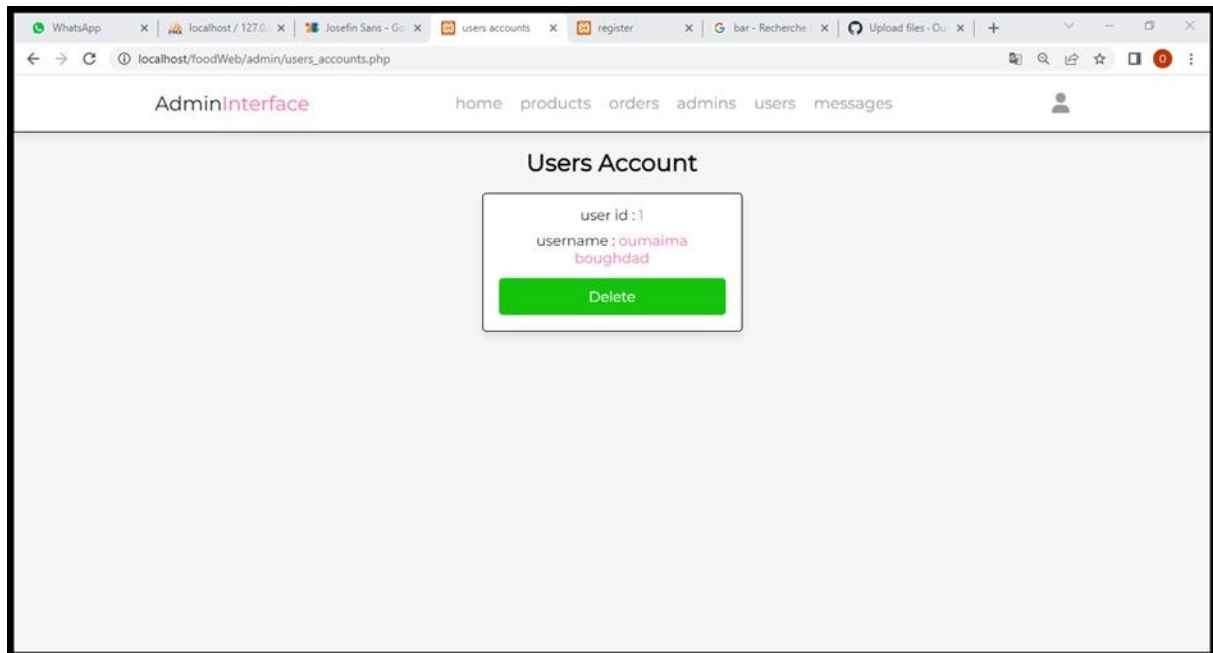 WhatsApp
localhost / 127.0.
Josefin Sans - Go
users accounts
register
bar - Recherche
Upload files · Ou
localhost/foodWeb/admin/users_accounts.php
O
AdminInterface
home products orders admins users messages
Users Account
user id : 1
username : oumaima
boughdad
Delete